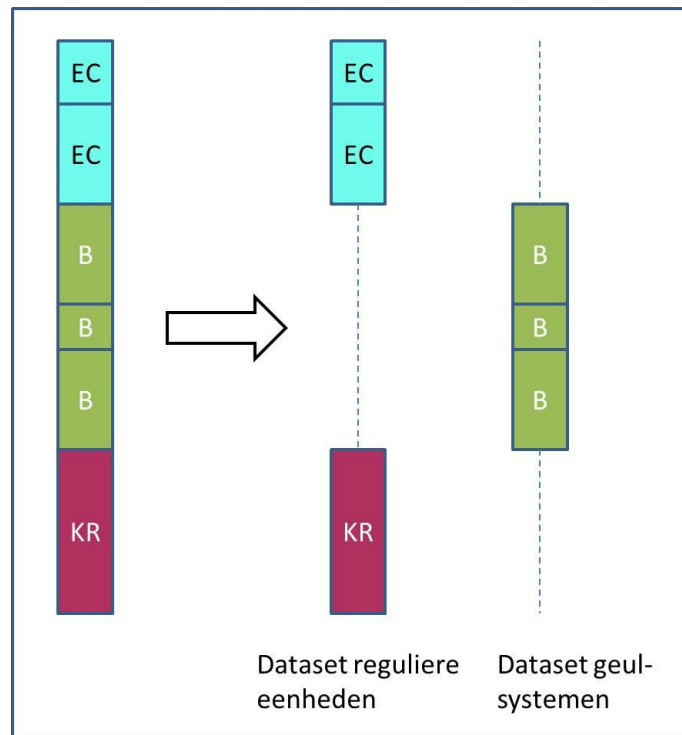 EC
EC
B
B
B
KR
EC
EC
KR
B
B
B
Dataset reguliere
eenheden
Dataset geul-
systemen